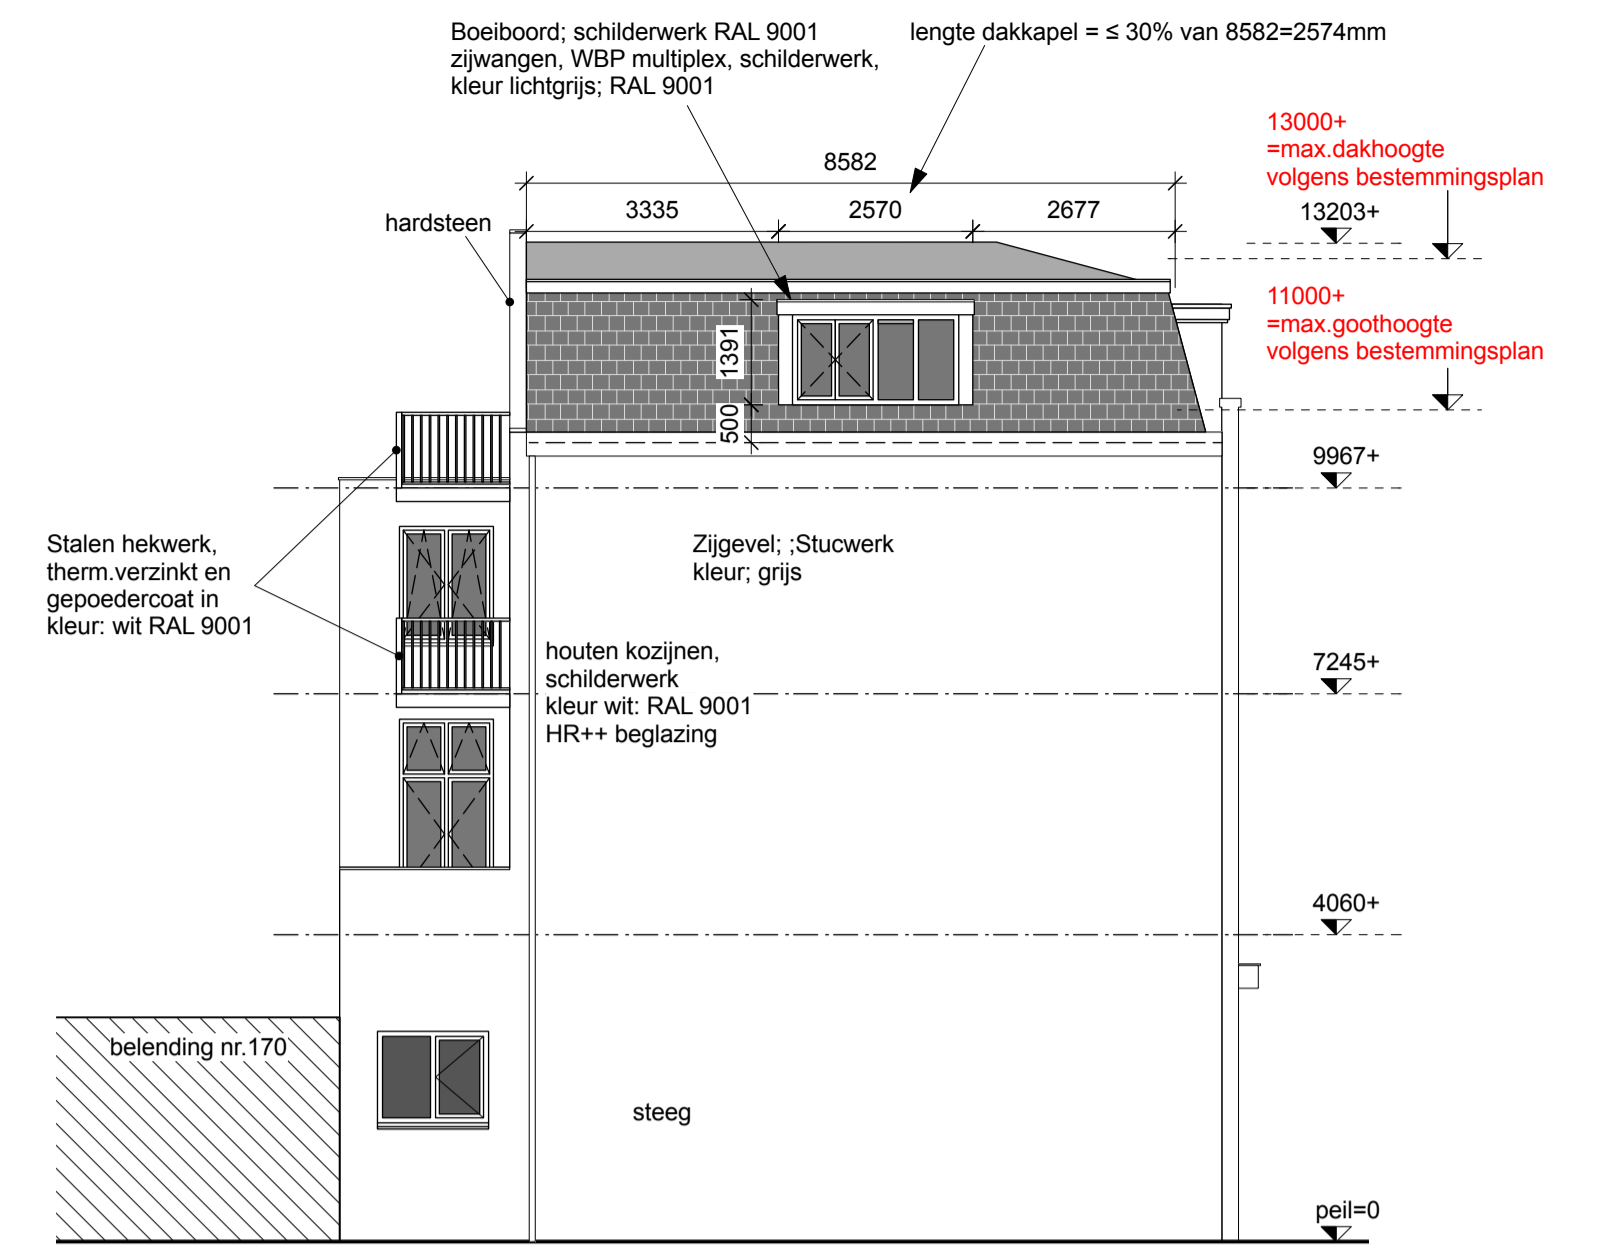 Boeiboord; schilderwerk RAL 9001
zijwangen, WBP multiplex, schilderwerk,
kleur lichtgrijs; RAL 9001
lengte dakkapel = ≤ 30% van 8582=2574mm
13000+
=max.dakhoogte
volgens bestemmingsplan
8582
3335
2570
2677
13203+
hardsteen
11000+
=max.goothoogte
volgens bestemmingsplan
1391
500
9967+
Stalen hekwerk,
therm.verzinkt en
gepoedercoat in
kleur: wit RAL 9001
Zijgevel; ;Stucwerk
kleur; grijs
houten kozijnen,
schilderwerk
kleur wit: RAL 9001
HR++ beglazing
7245+
4060+
belending nr.170
steeg
peil=0